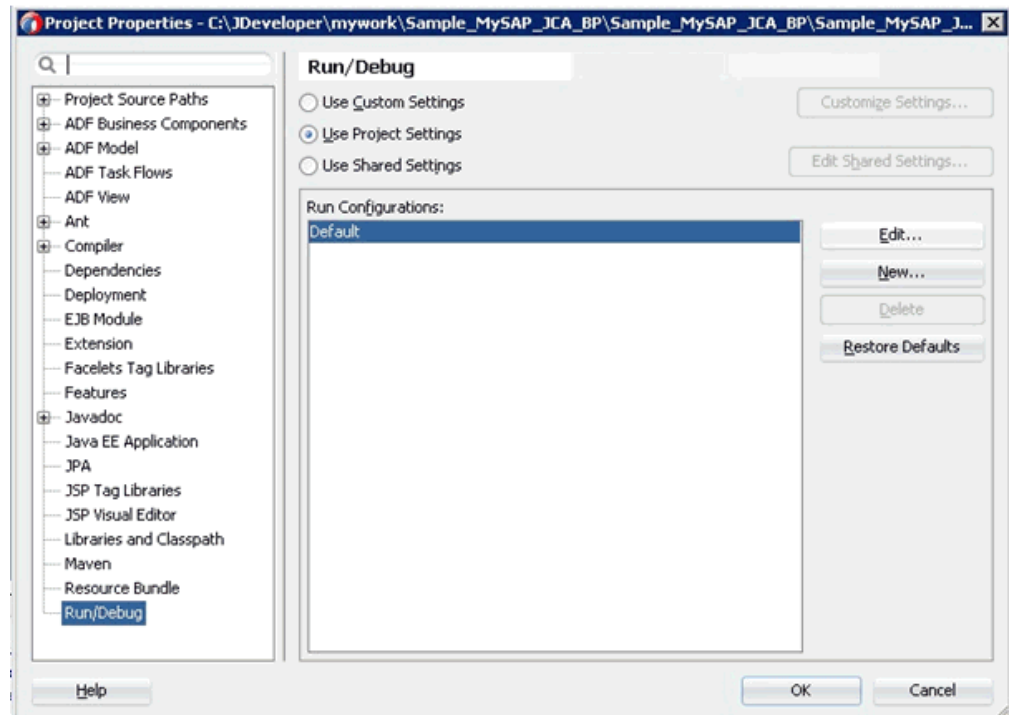 Project Properties - C:\JDeveloper\mywork\Sample_MySAP_JCA_BP\Sample_MySAP_JCA_BP\Sample_MySAP_J...
Run/Debug
Project Source Paths
ADF Business Components
ADF Model
ADF Task Flows
ADF View
Ant
Compiler
Dependencies
Deployment
EJB Module
Extension
Facelets Tag Libraries
Features
Javadoc
Java EE Application
JPA
JSP Tag Libraries
JSP Visual Editor
Libraries and Classpath
Maven
Resource Bundle
Run/Debug
Use Custom Settings
Customize Settings...
Use Project Settings
Use Shared Settings
Edit Shared Settings...
Run Configurations:
Default
Edit...
New...
Delete
Restore Defaults
Help
OK
Cancel